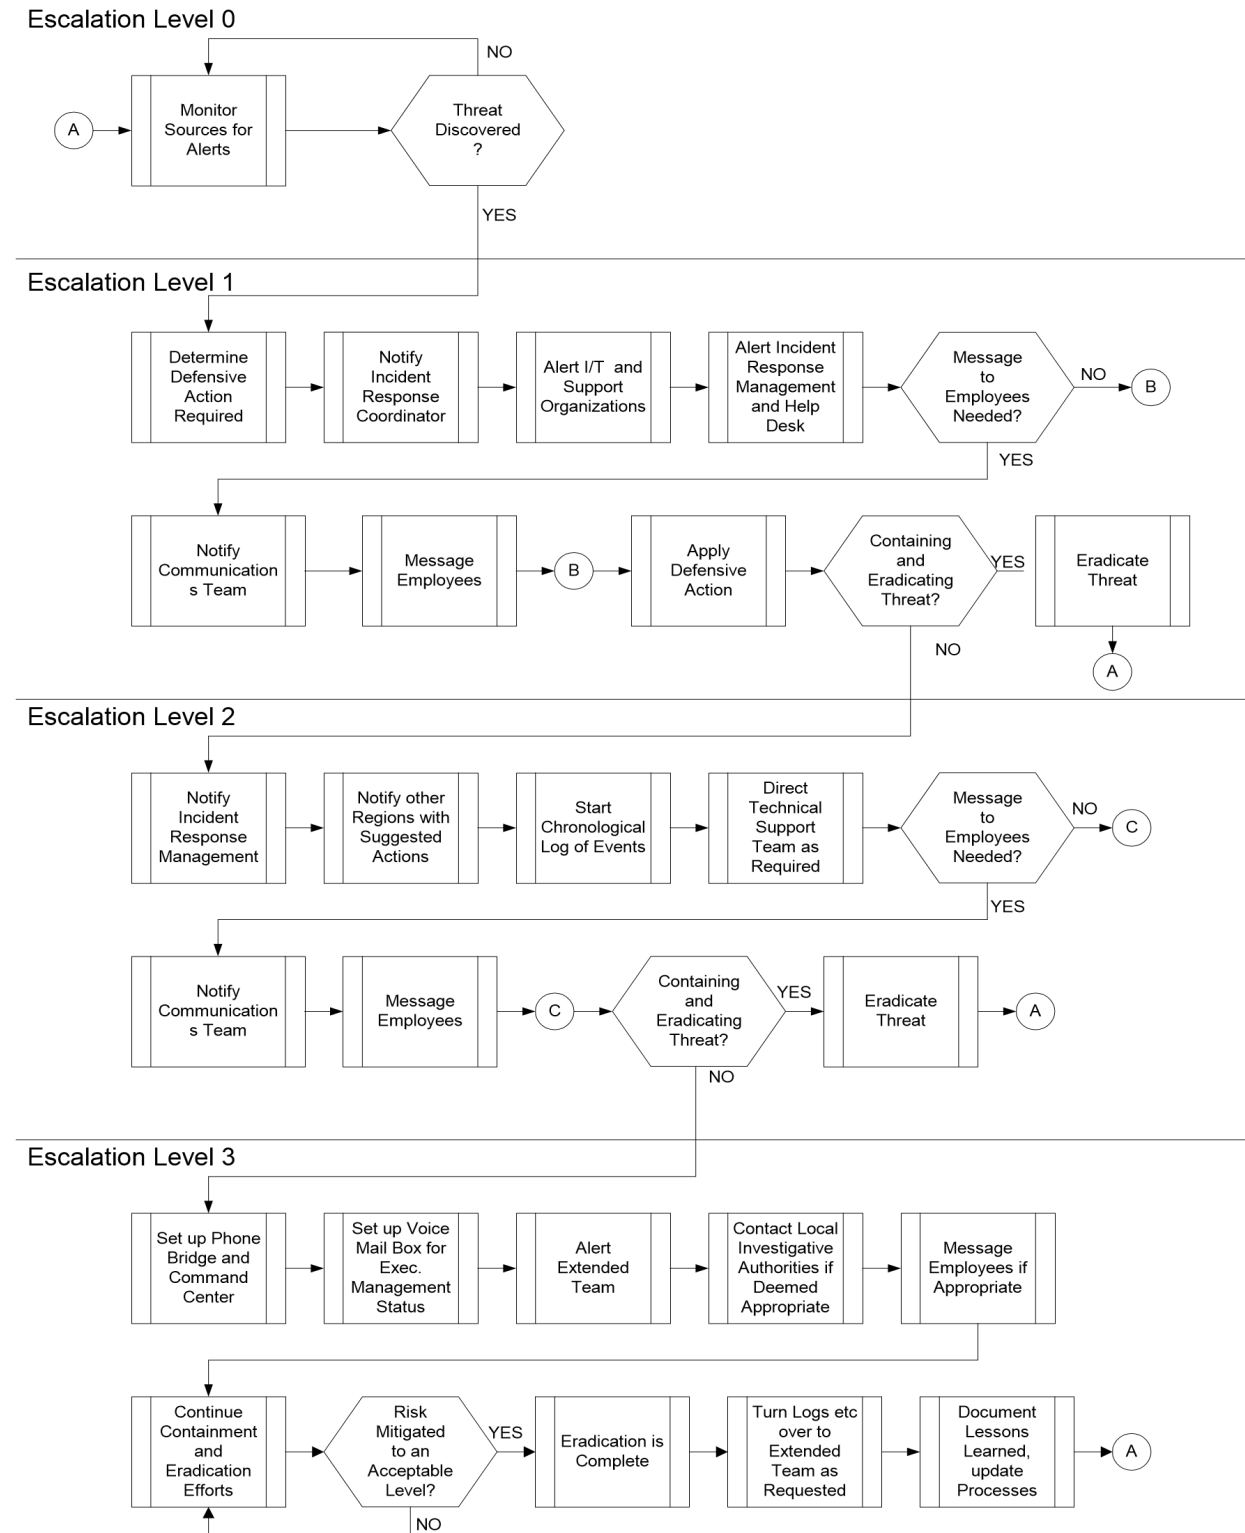 Escalation Level 0
NO
A
Monitor
Sources for
Alerts
Threat
Discovered
?
YES
Escalation Level 1
Determine
Defensive
Action
Required
Notify
Incident
Response
Coordinator
Alert I/T and
Support
Organizations
Alert Incident
Response
Management
and Help
Desk
Message
to
Employees
Needed?
NO
B
YES
Notify
Communication
s Team
Message
Employees
B
Apply
Defensive
Action
Containing
and
Eradicating
Threat?
YES
Eradicate
Threat
NO
A
Escalation Level 2
Notify
Incident
Response
Management
Notify other
Regions with
Suggested
Actions
Start
Chronological
Log of Events
Direct
Technical
Support
Team as
Required
Message
to
Employees
Needed?
NO
C
YES
Notify
Communication
s Team
Message
Employees
C
Containing
and
Eradicating
Threat?
YES
Eradicate
Threat
A
NO
Escalation Level 3
Set up Phone
Bridge and
Command
Center
Set up Voice
Mail Box for
Exec.
Management
Status
Alert
Extended
Team
Contact Local
Investigative
Authorities if
Deemed
Appropriate
Message
Employees if
Appropriate
Continue
Containment
and
Eradication
Efforts
Risk
Mitigated
to an
Acceptable
Level?
YES
Eradication is
Complete
Turn Logs etc
over to
Extended
Team as
Requested
Document
Lessons
Learned,
update
Processes
A
NO